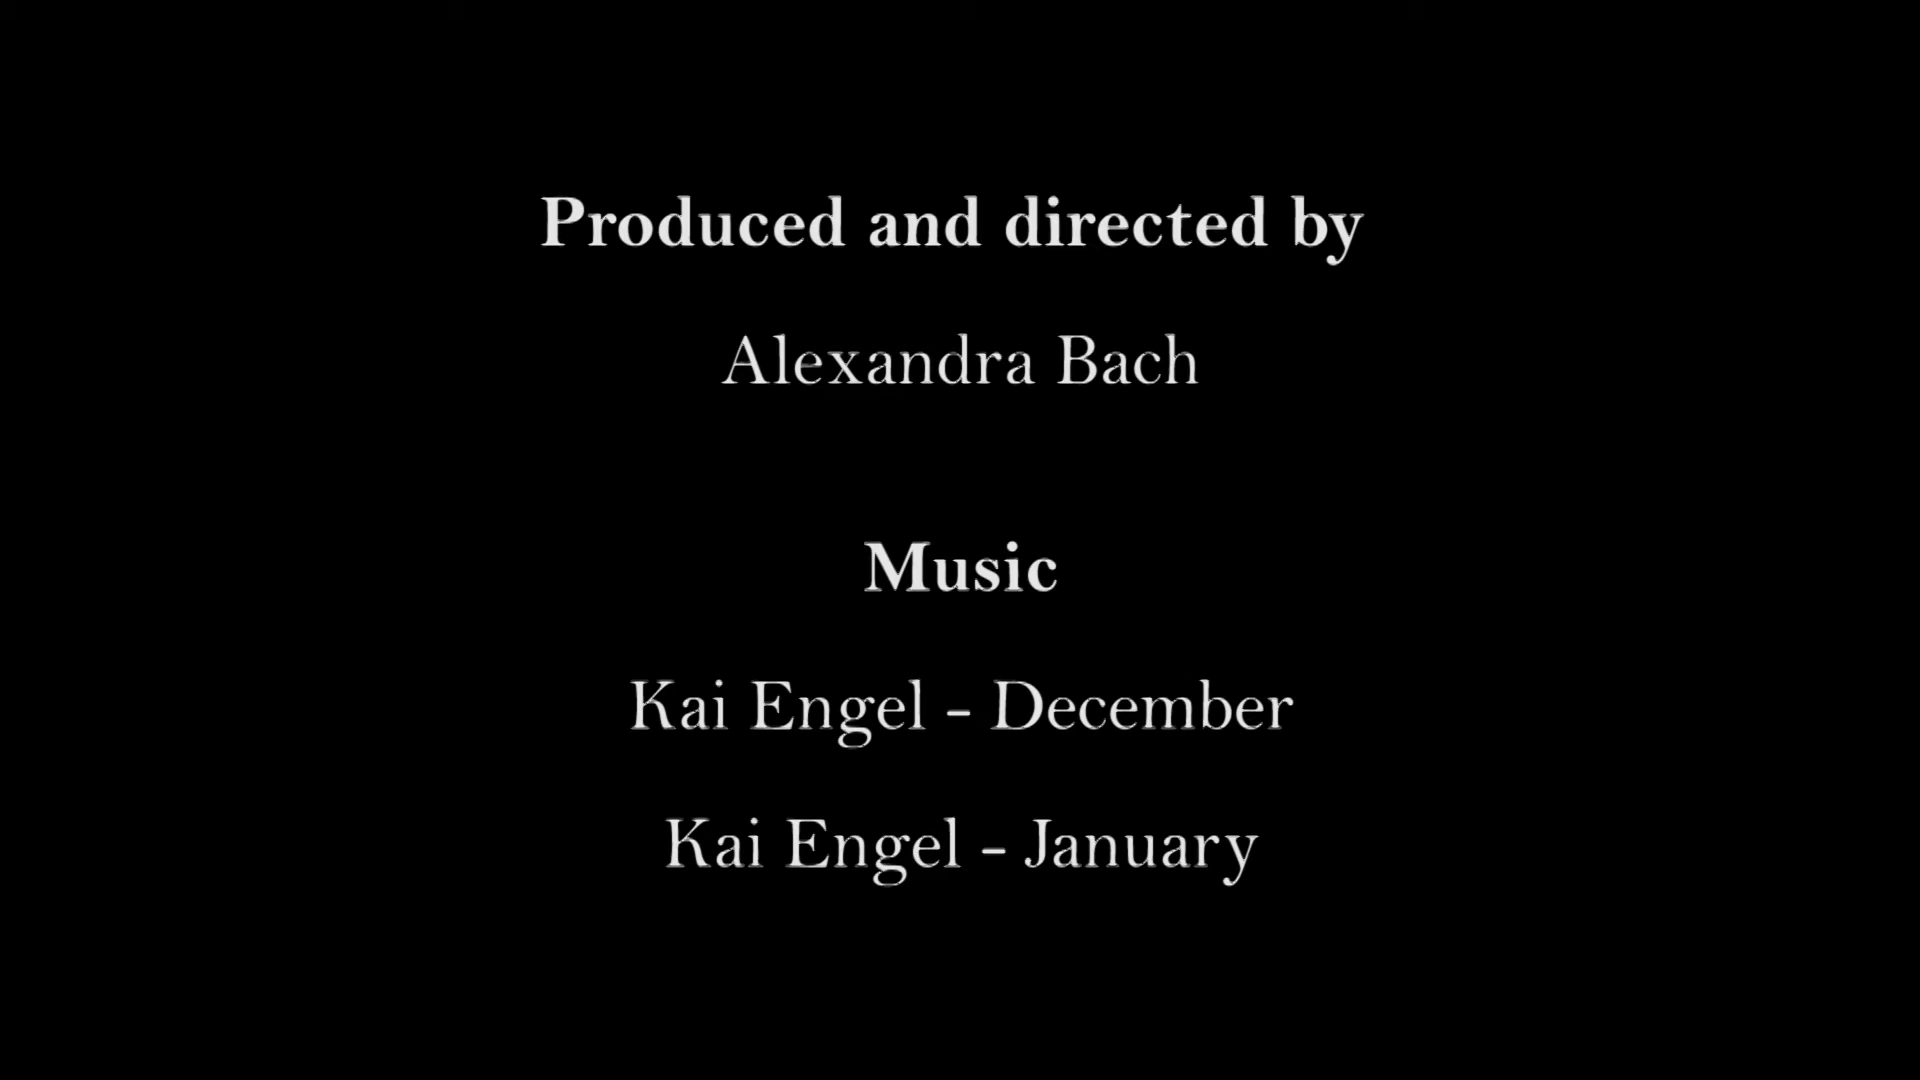 Produced and directed by
Alexandra Bach
Music
Kai Engel - December
Kai Engel - January